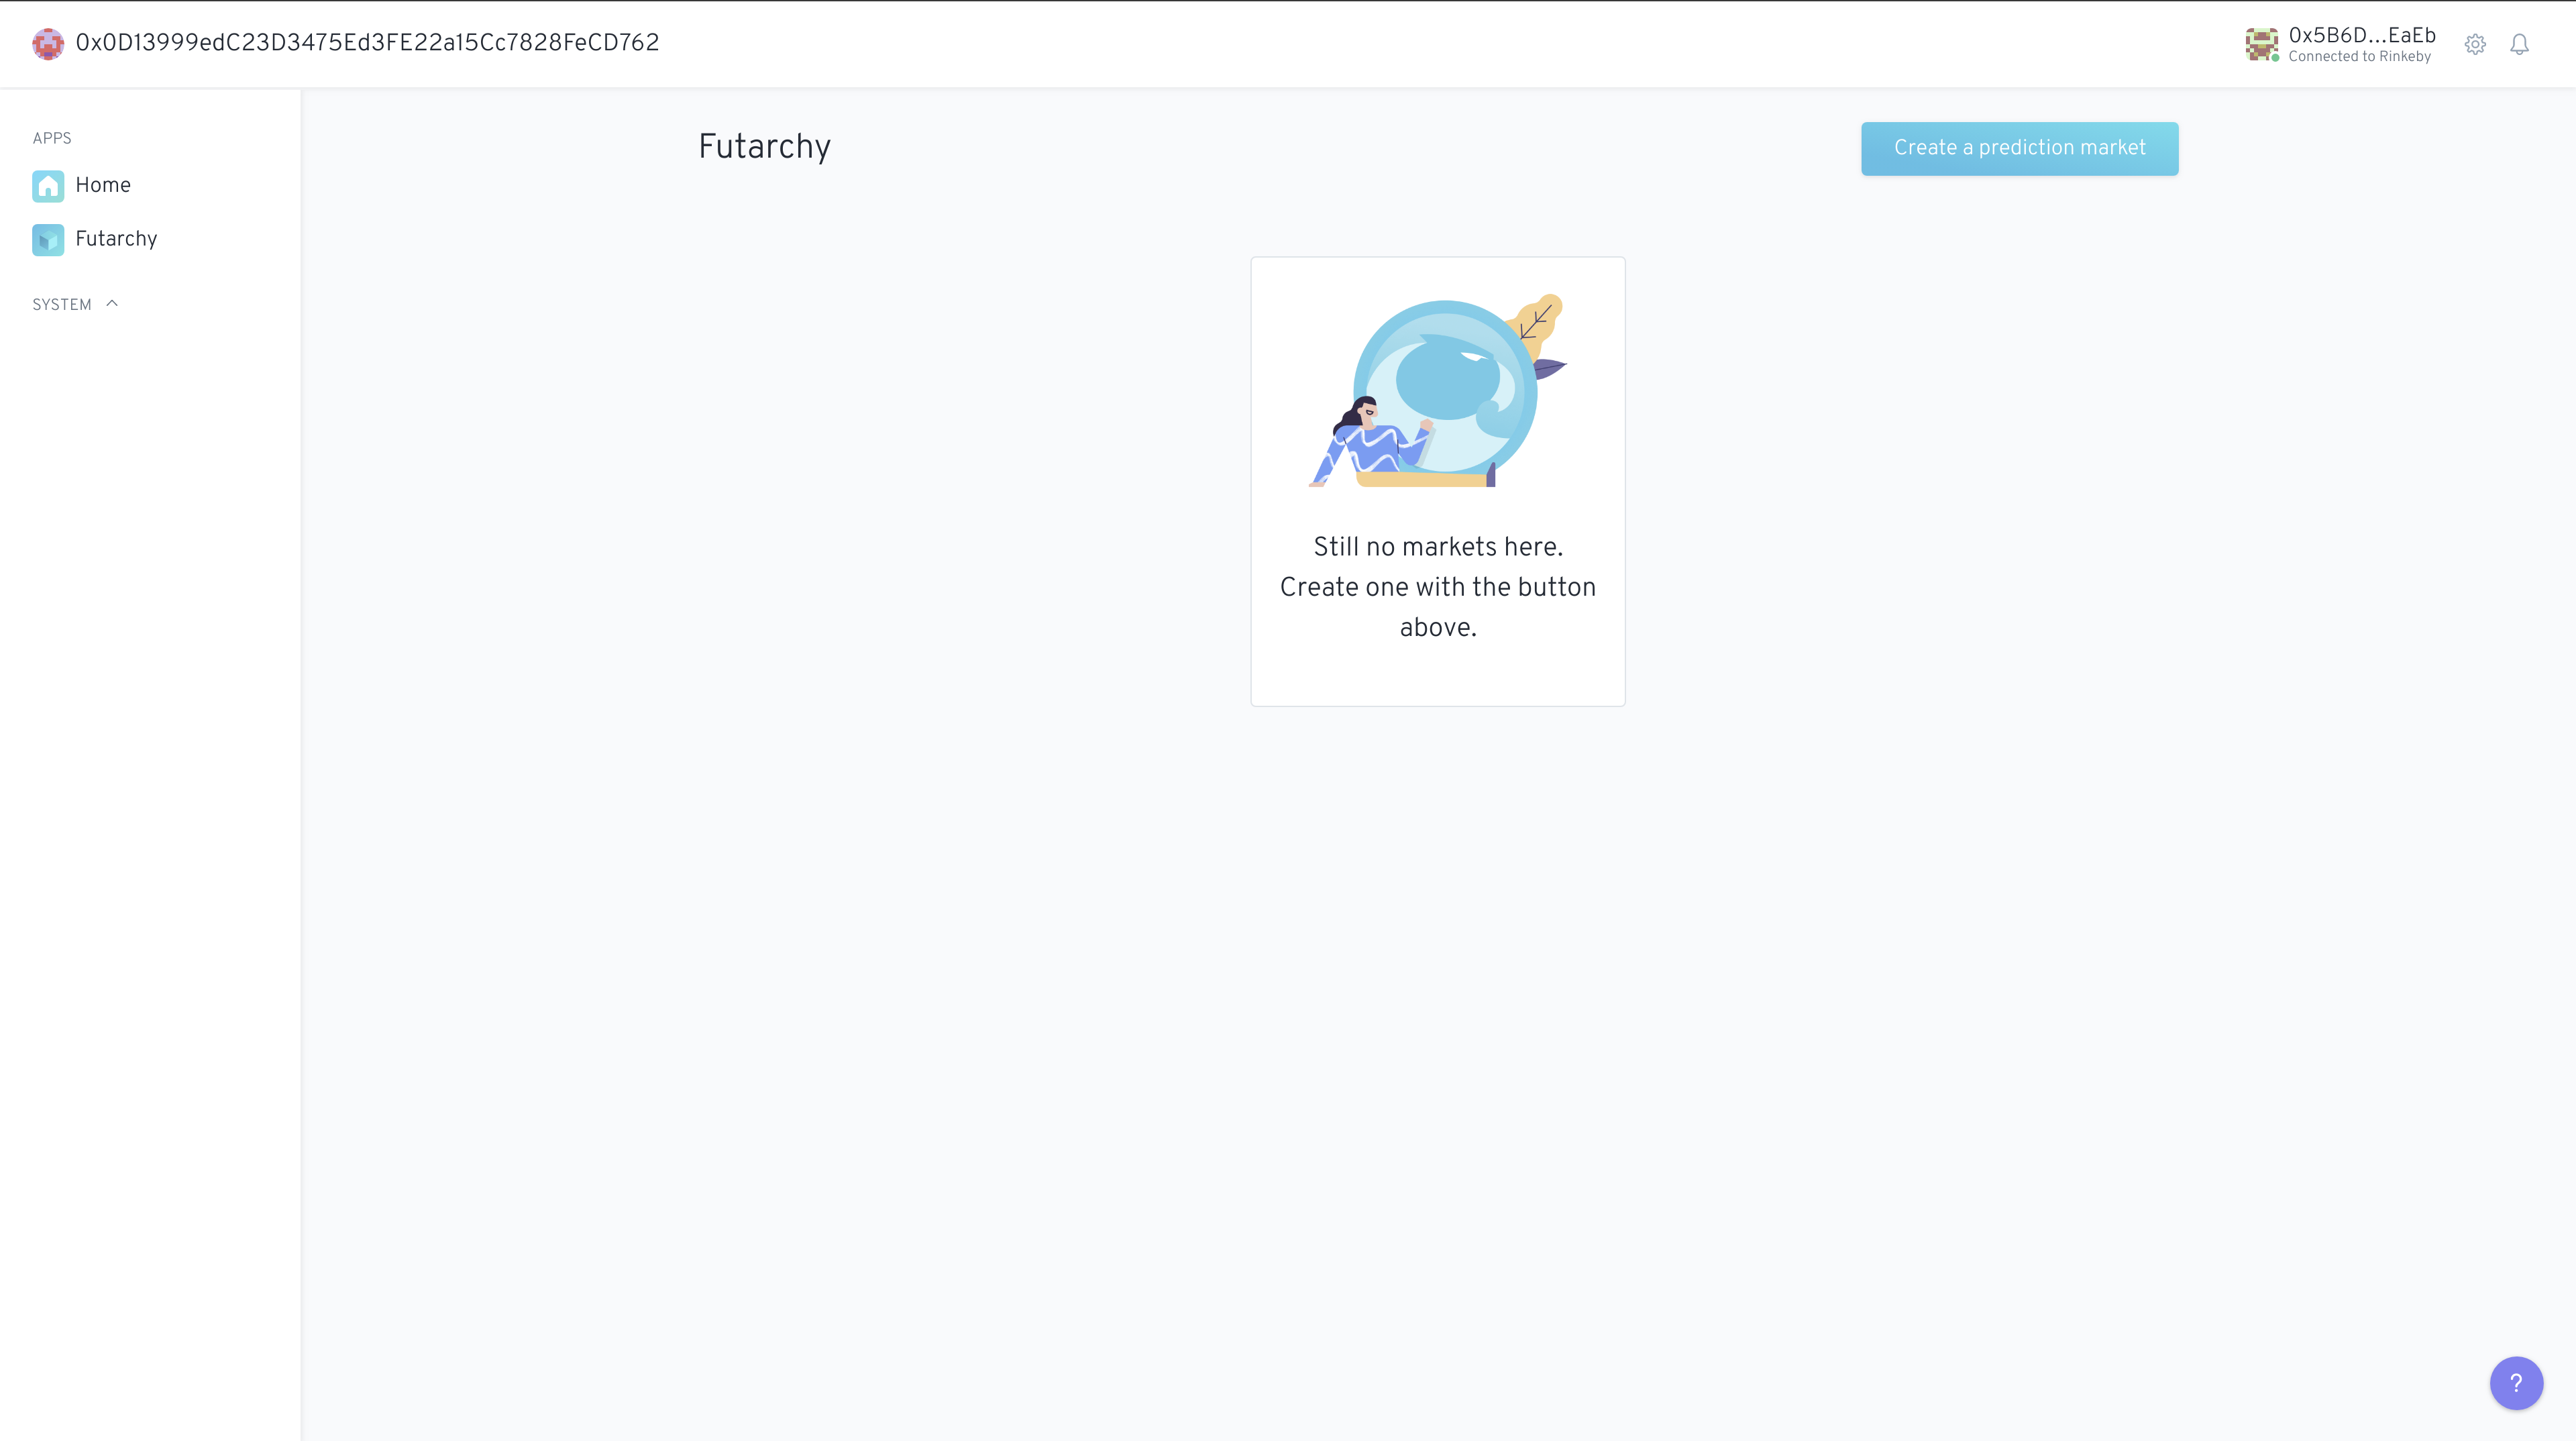 0x0D13999edC23D3475Ed3FE22a15Cc7828FeCD762
0x5B6D...EaEb
Connected to Rinkeby
APPS
Home
Futarchy
SYSTEM
Futarchy
Create a prediction market
Still no markets here.
Create one with the button
above.
?